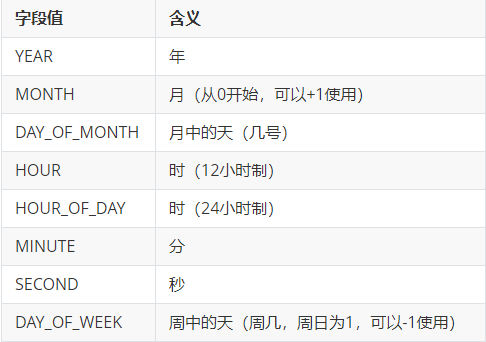 字段值 含义
YEAR 年
MONTH 月（从0开始，可以+1使用）
DAY_OF_MONTH 月中的天（几号）
HOUR 时（12小时制）
HOUR_OF_DAY 时（24小时制）
MINUTE 分
SECOND 秒
DAY_OF_WEEK 周中的天（周几，周日为1，可以-1使用）